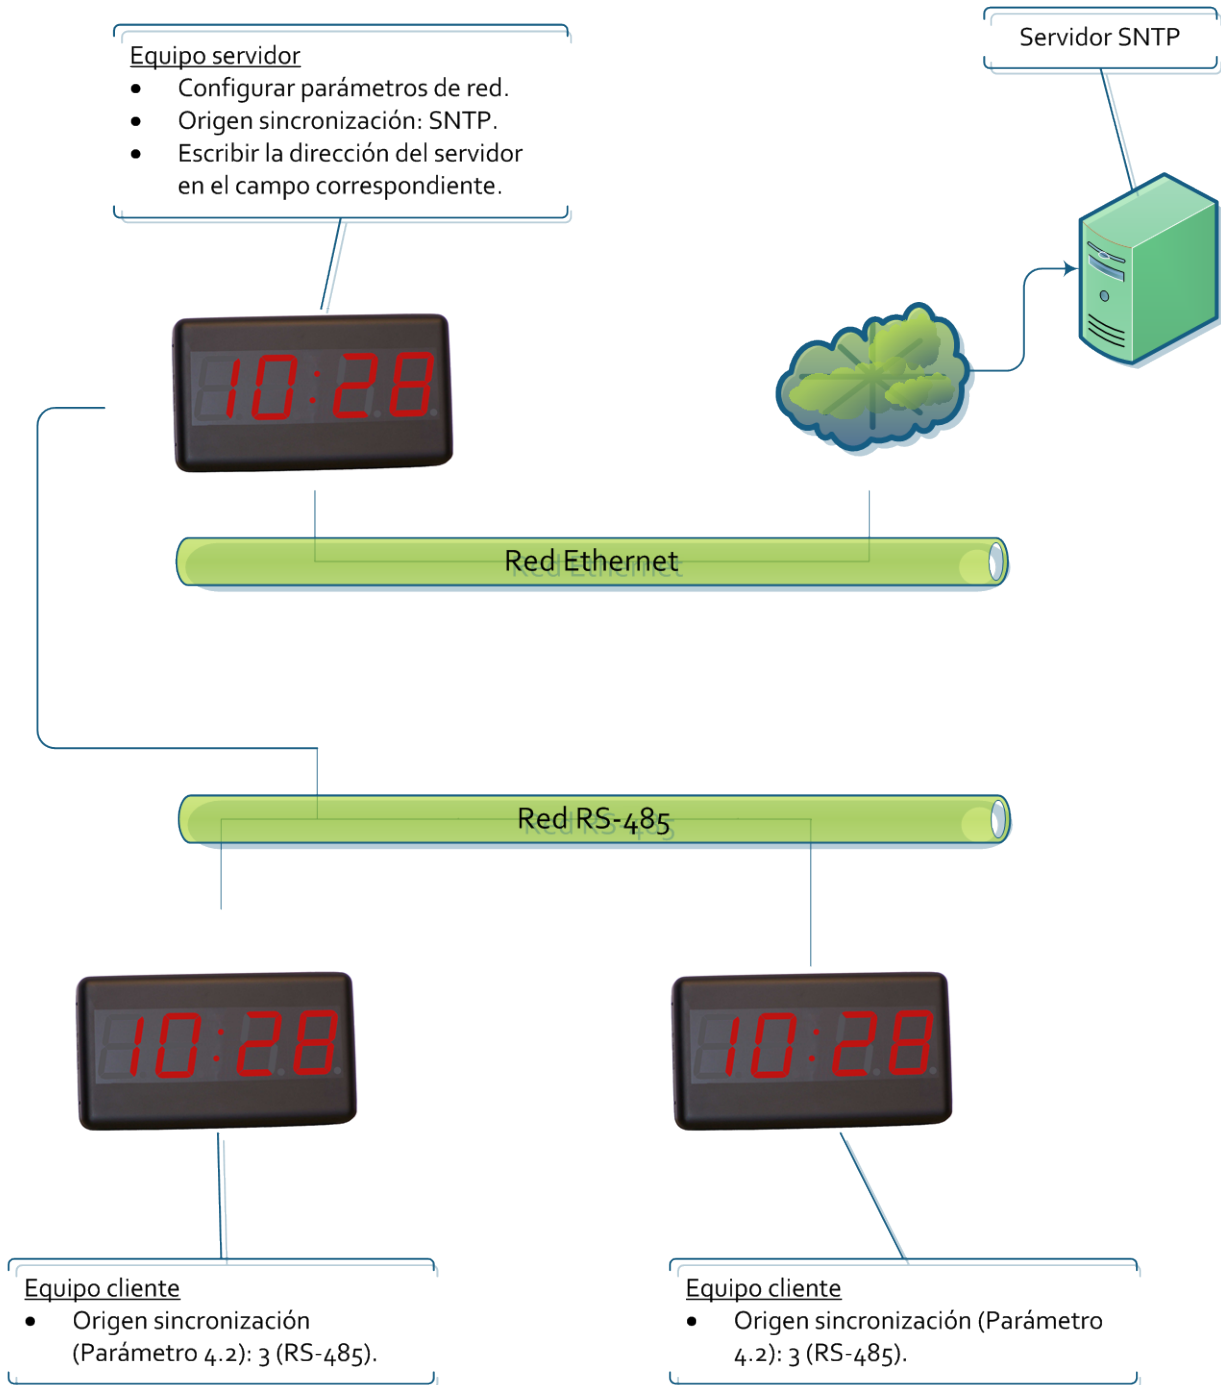 Equipo servidor
• Configurar parámetros de red.
• Origen sincronización: SNTP.
• Escribir la dirección del servidor
en el campo correspondiente.
Servidor SNTP
10:28
Red Ethernet
Red RS-485
10:28
10:28
Equipo cliente
• Origen sincronización
(Parámetro 4.2): 3 (RS-485).
Equipo cliente
• Origen sincronización (Parámetro
4.2): 3 (RS-485).